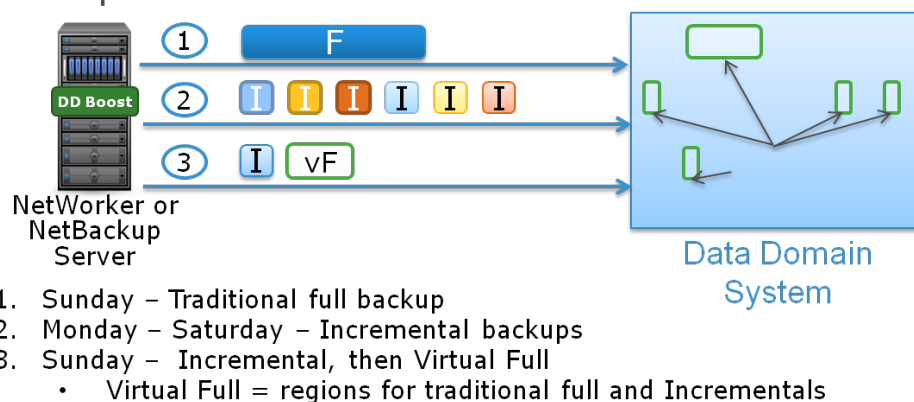 1 F
DD Boost
2 I I I I I I
3 I vF
NetWorker or
NetBackup
Server
Data Domain
System
1. Sunday – Traditional full backup
2. Monday – Saturday – Incremental backups
3. Sunday – Incremental, then Virtual Full
• Virtual Full = regions for traditional full and Incrementals